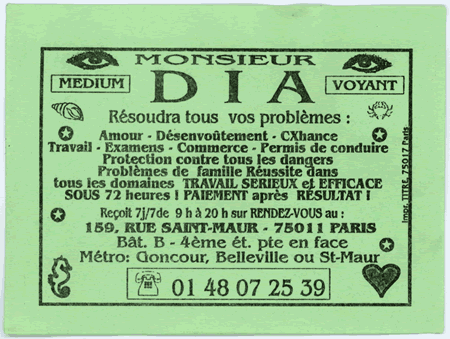 MONSIEUR
MEDIUM
DIA
VOYANT
Résoudra tous vos problèmes :
Amour - Désenvoûtement - CXhance
Travail - Examens - Commerce - Permis de conduire
Protection contre tous les dangers
Problèmes de famille Réussite dans
tous les domaines TRAVAIL SERIEUX et EFFICACE
SOUS 72 heures ! PAIEMENT après RÉSULTAT !
Reçoit 7j/7de 9 h à 20 h sur RENDEZ-VOUS au :
159, RUE SAINT-MAUR - 75011 PARIS
Bât. B - 4ème ét. pte en face
Métro: Goncour, Belleville ou St-Maur
01 48 07 25 39
Impr. TITRE, 75017 Paris